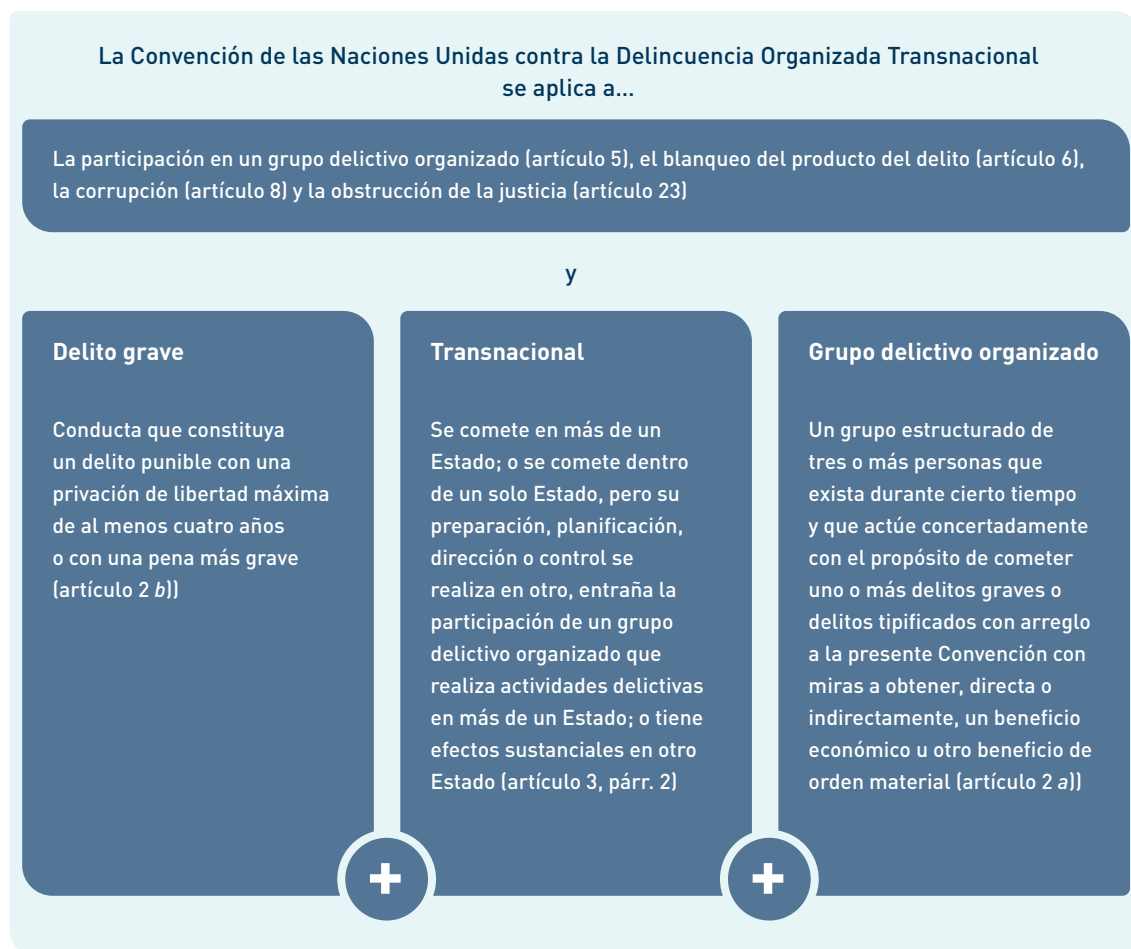 La Convención de las Naciones Unidas contra la Delincuencia Organizada Transnacional
se aplica a...
La participación en un grupo delictivo organizado (artículo 5), el blanqueo del producto del delito (artículo 6),
la corrupción (artículo 8) y la obstrucción de la justicia (artículo 23)
y
Delito grave
Conducta que constituya
un delito punible con una
privación de libertad máxima
de al menos cuatro años
o con una pena más grave
(artículo 2 b))
Transnacional
Se comete en más de un
Estado; o se comete dentro
de un solo Estado, pero su
preparación, planificación,
dirección o control se
realiza en otro, entraña la
participación de un grupo
delictivo organizado que
realiza actividades delictivas
en más de un Estado; o tiene
efectos sustanciales en otro
Estado (artículo 3, párr. 2)
Grupo delictivo organizado
Un grupo estructurado de
tres o más personas que
exista durante cierto tiempo
y que actúe concertadamente
con el propósito de cometer
uno o más delitos graves o
delitos tipificados con arreglo
a la presente Convención con
miras a obtener, directa o
indirectamente, un beneficio
económico u otro beneficio de
orden material (artículo 2 a))
+
+